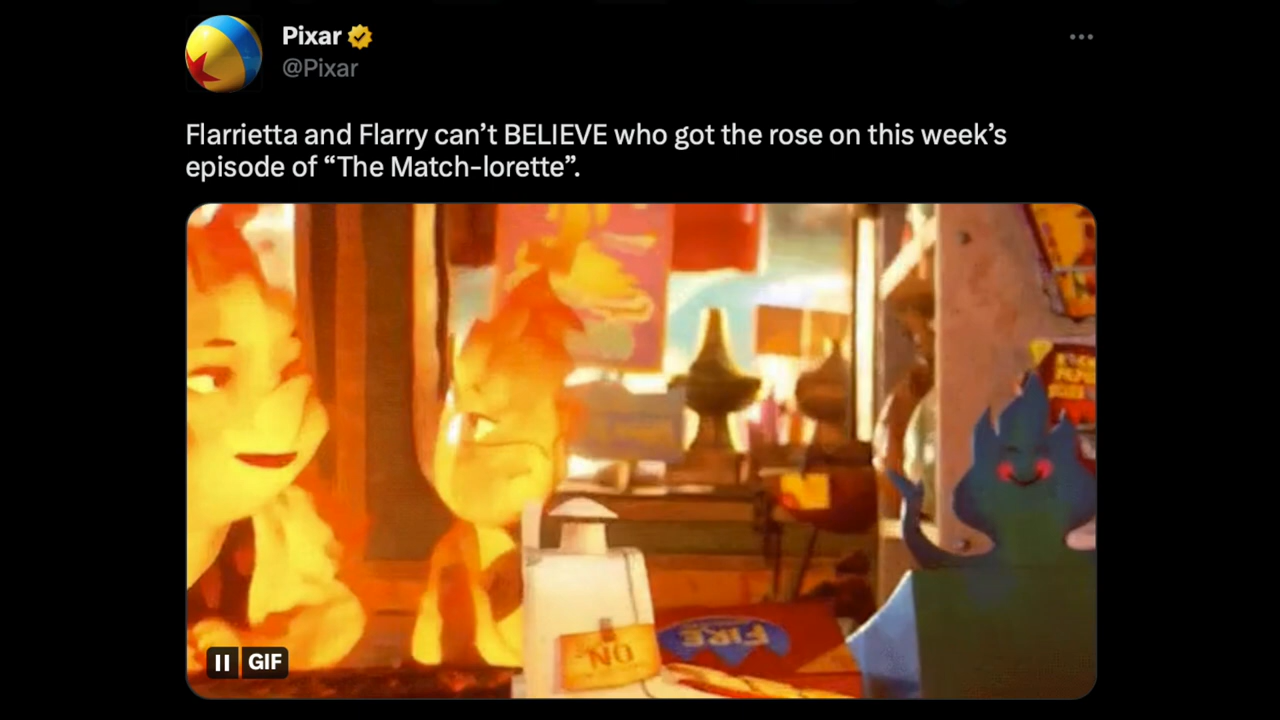 Pixar
@Pixar
Flarrietta and Flarry can’t BELIEVE who got the rose on this week’s
episode of “The Match-lorette”.
FIRE
NO
GIF